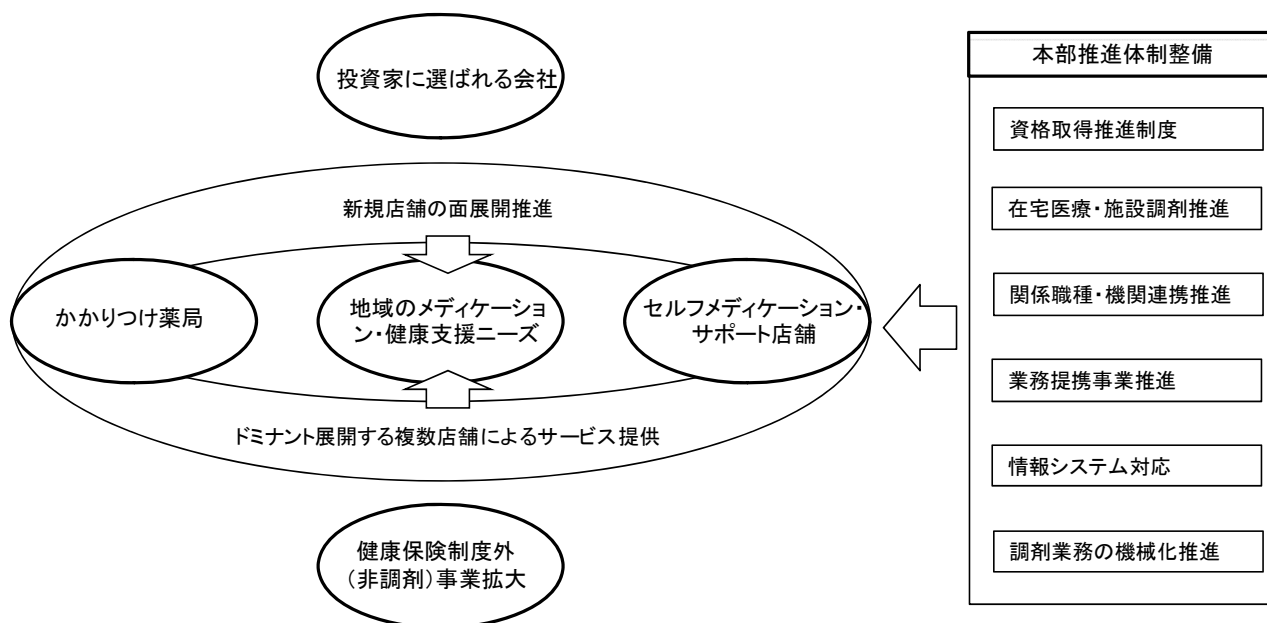 投資家に選ばれる会社
新規店舗の面展開推進
かかりつけ薬局
地域のメディケーショ
ン・健康支援ニーズ
セルフメディケーション・
サポート店舗
ドミナント展開する複数店舗によるサービス提供
健康保険制度外
（非調剤）事業拡大
本部推進体制整備
資格取得推進制度
在宅医療・施設調剤推進
関係職種・機関連携推進
業務提携事業推進
情報システム対応
調剤業務の機械化推進